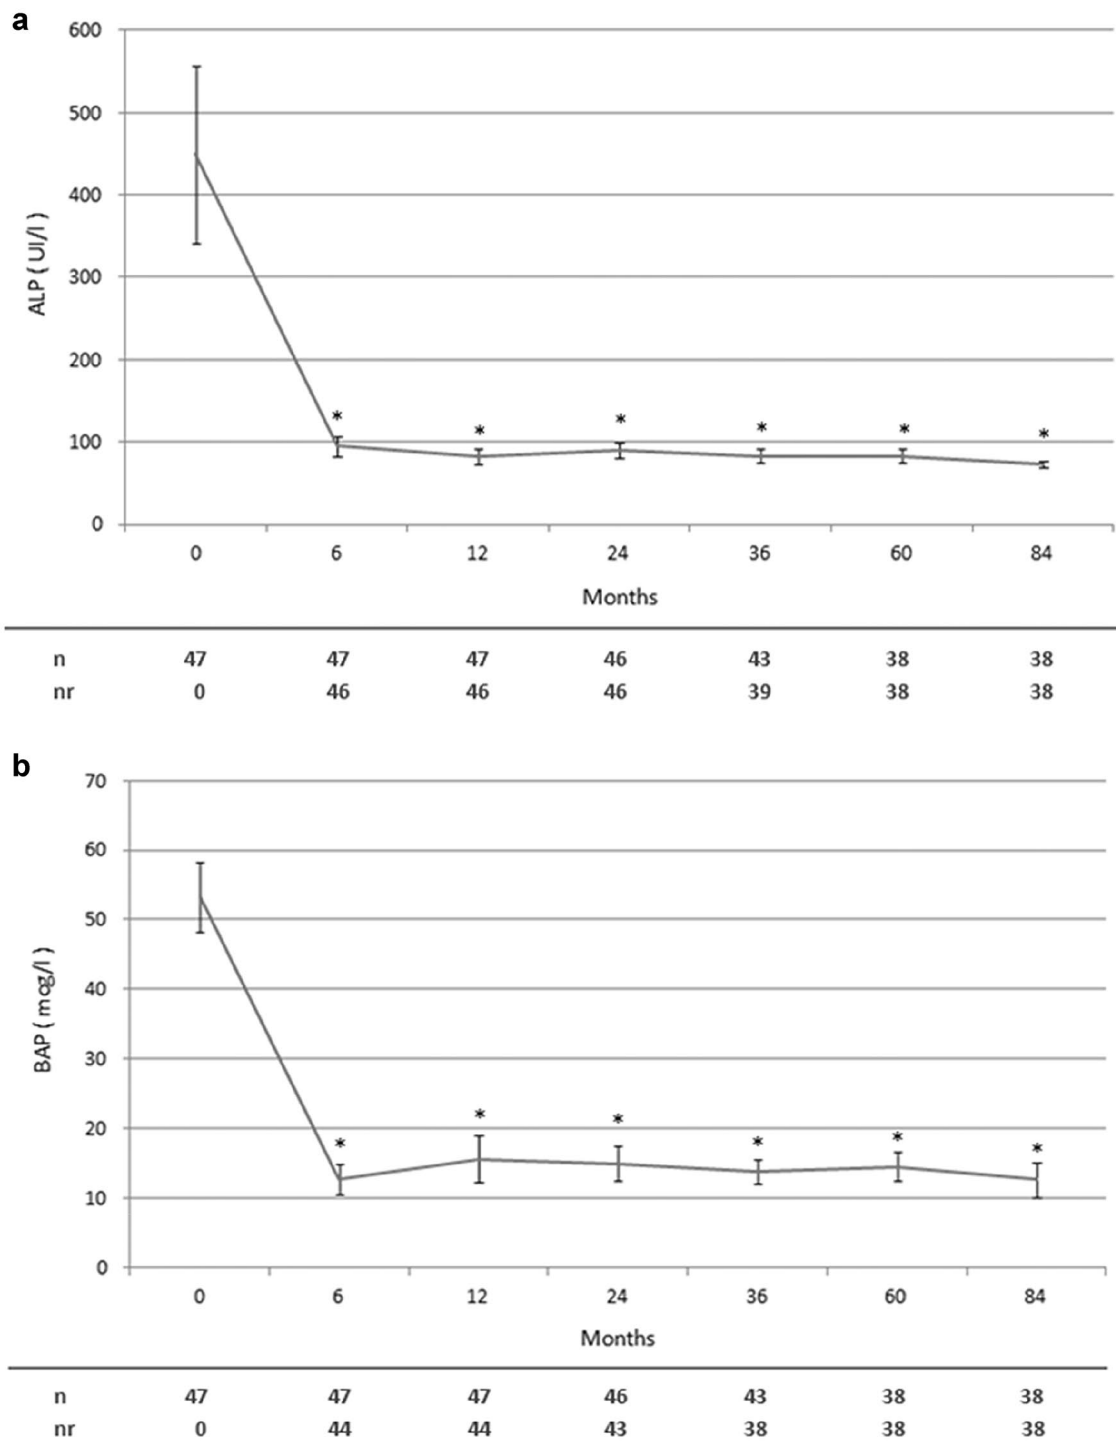 a
600
500
400
300
200
100
0
ALP ( UI/l )
* * * * * *
0 6 12 24 36 60 84
Months
n 47 47 47 46 43 38 38
nr 0 46 46 46 39 38 38
b
70
60
50
40
30
20
10
0
BAP ( mcg/l )
* * * * * *
0 6 12 24 36 60 84
Months
n 47 47 47 46 43 38 38
nr 0 44 44 43 38 38 38